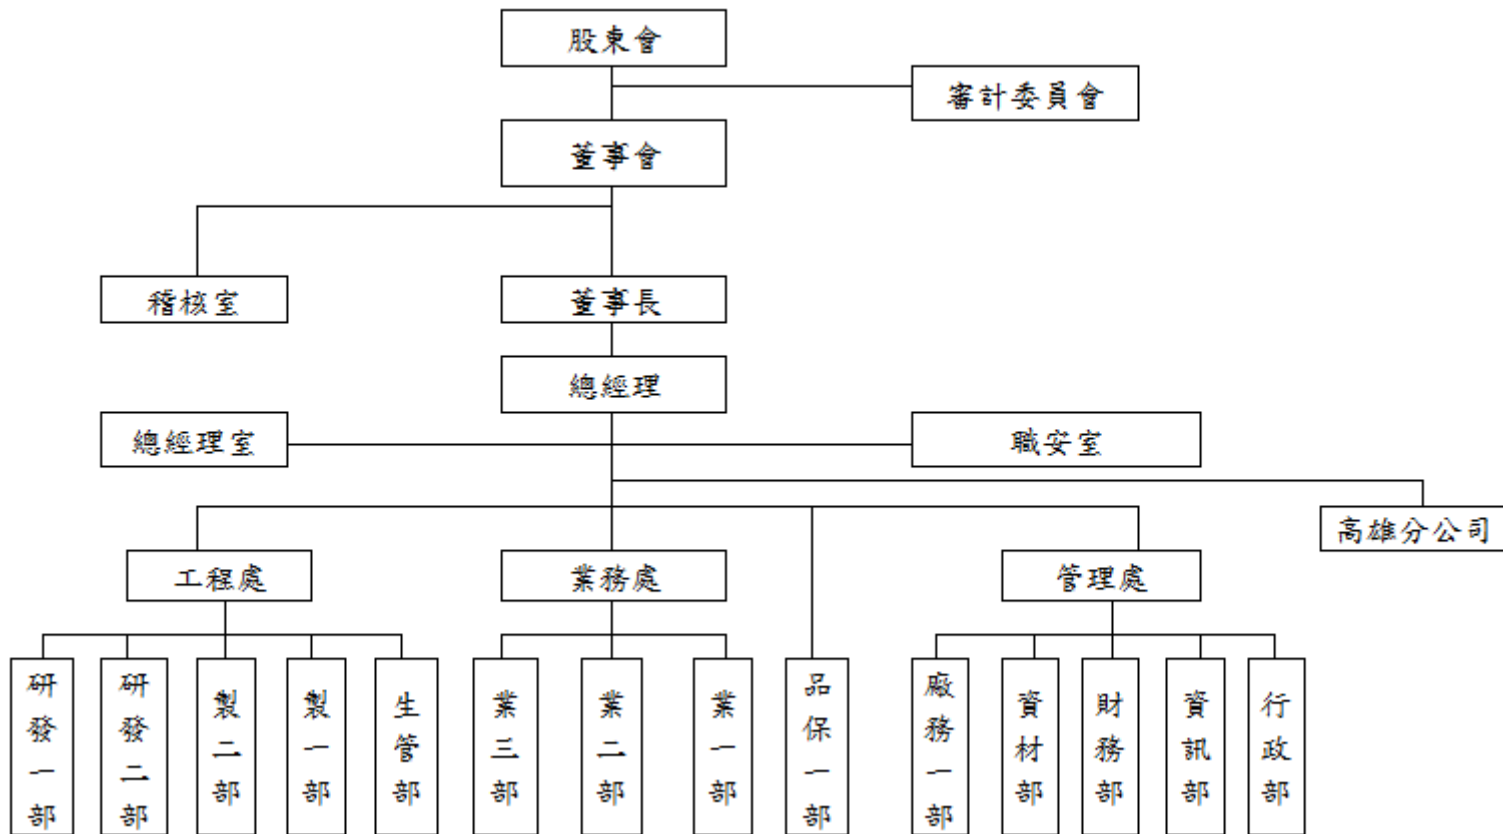 股東會
審計委員會
董事會
稽核室
董事長
總經理
總經理室
職安室
高雄分公司
工程處
業務處
管理處
研發一部
研發二部
製二部
製一部
生管部
業三部
業二部
業一部
品保一部
廠務一部
資材部
財務部
資訊部
行政部